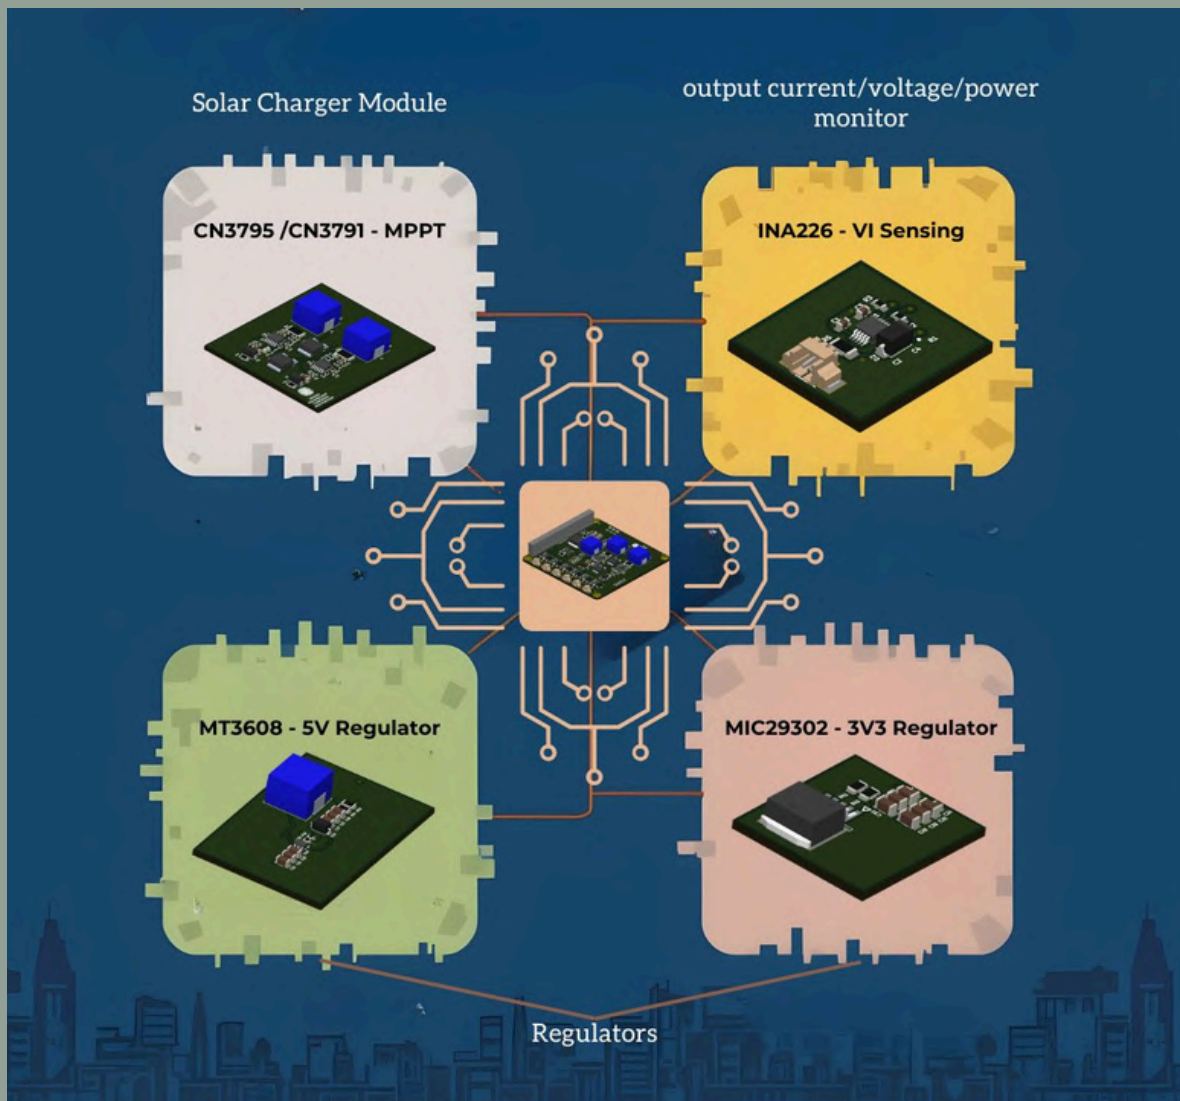 Solar Charger Module
output current/voltage/power
monitor
CN3795 /CN3791 - MPPT
INA226 - VI Sensing
MT3608 - 5V Regulator
MIC29302 - 3V3 Regulator
Regulators